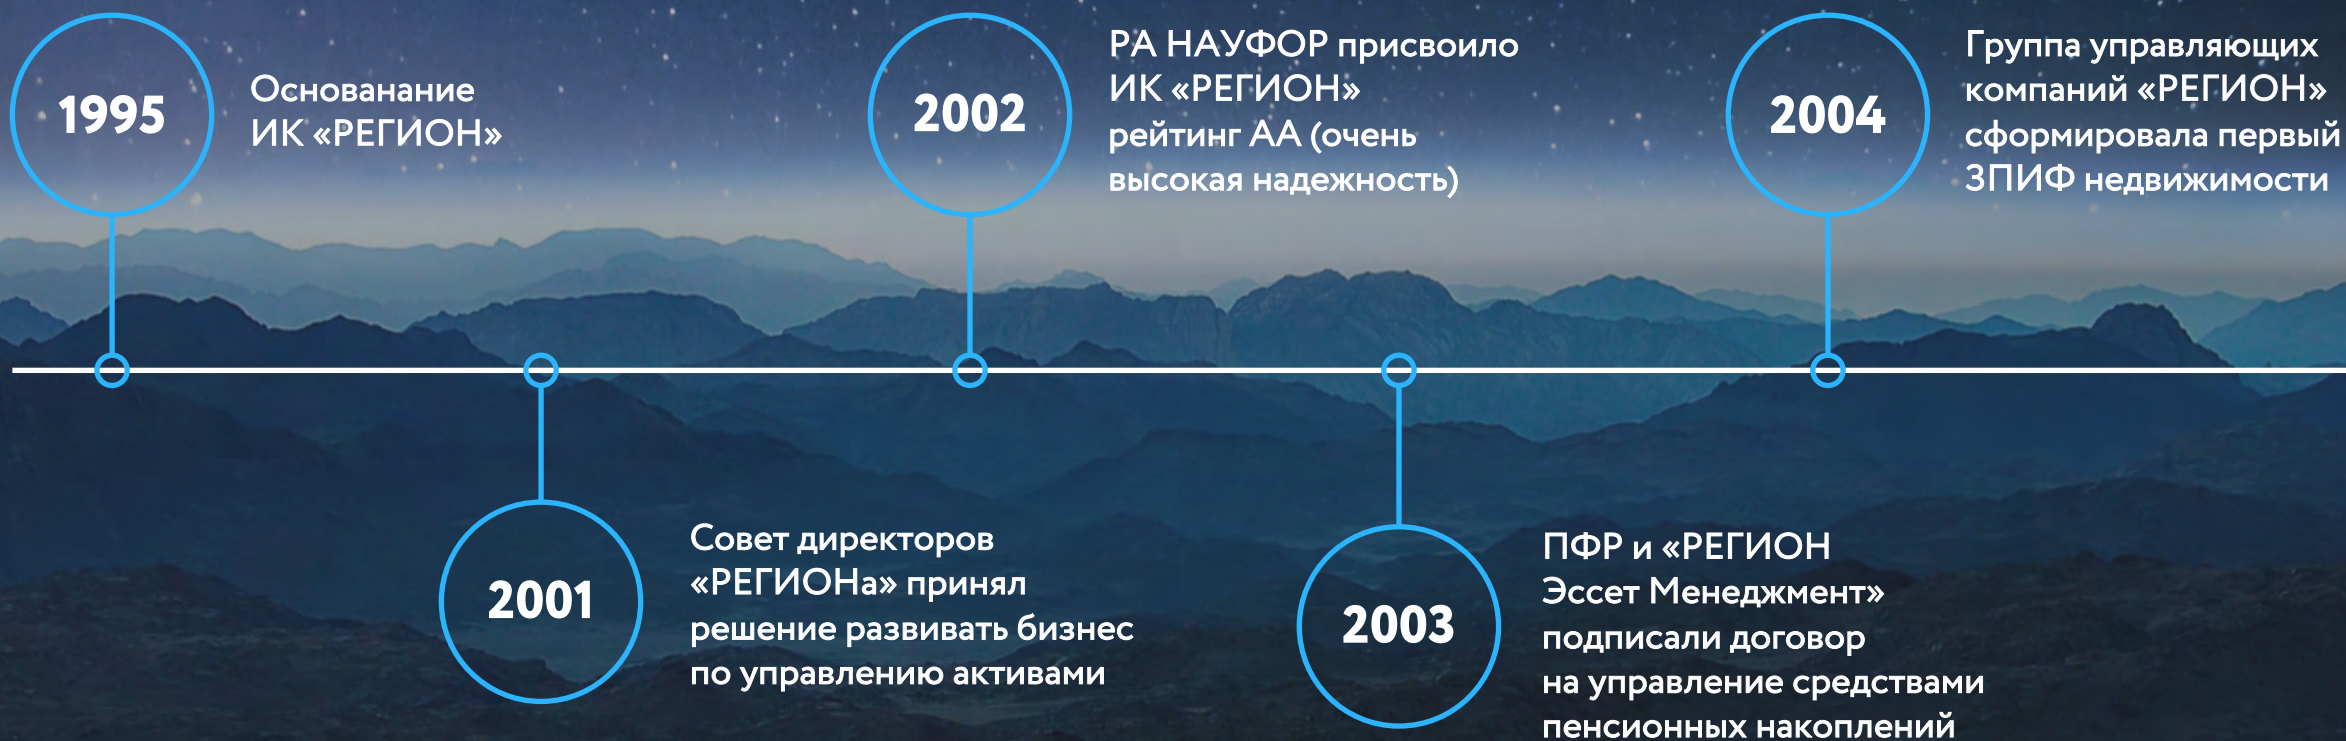 1995
Основанание
ИК «РЕГИОН»
2001
Совет директоров
«РЕГИОНа» принял
решение развивать бизнес
по управлению активами
2002
РА НАУФОР присвоило
ИК «РЕГИОН»
рейтинг АА (очень
высокая надежность)
2003
ПФР и «РЕГИОН
Эссет Менеджмент»
подписали договор
на управление средствами
пенсионных накоплений
2004
Группа управляющих
компаний «РЕГИОН»
сформировала первый
ЗПИФ недвижимости